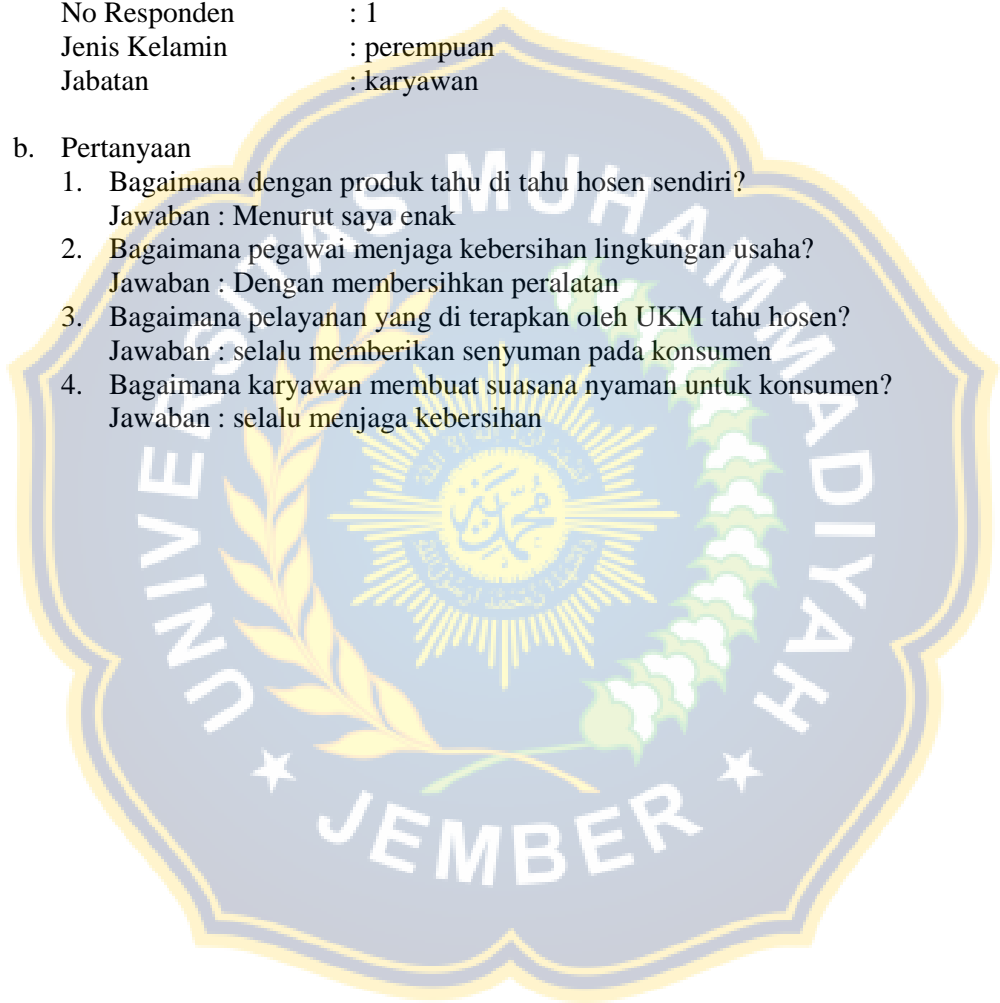 No Responden : 1
Jenis Kelamin : perempuan
Jabatan : karyawan
b. Pertanyaan
1. Bagaimana dengan produk tahu di tahu hosen sendiri?
Jawaban : Menurut saya enak
2. Bagaimana pegawai menjaga kebersihan lingkungan usaha?
Jawaban : Dengan membersihkan peralatan
3. Bagaimana pelayanan yang di terapkan oleh UKM tahu hosen?
Jawaban : selalu memberikan senyuman pada konsumen
4. Bagaimana karyawan membuat suasana nyaman untuk konsumen?
Jawaban : selalu menjaga kebersihan
UNIVERSITAS MUHAMMADIYAH
JEMBER